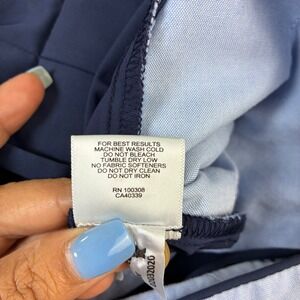 FOR BEST RESULTS
MACHINE WASH COLD
DO NOT BLEACH
TUMBLE DRY LOW
NO FABRIC SOFTENERS
DO NOT DRY CLEAN
DO NOT IRON
RN 100308
CA40339